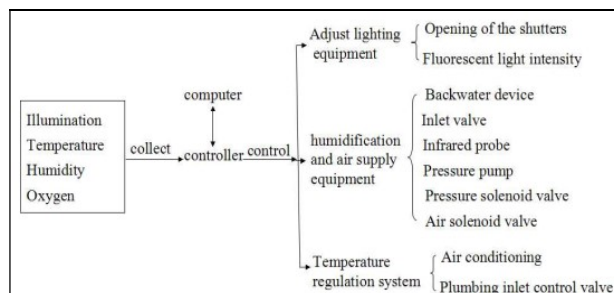 Illumination
Temperature
Humidity
Oxygen
collect
computer
controller
control
Adjust lighting
equipment
Opening of the shutters
Fluorescent light intensity
humidification
and air supply
equipment
Backwater device
Inlet valve
Infrared probe
Pressure pump
Pressure solenoid valve
Air solenoid valve
Temperature
regulation system
Air conditioning
Plumbing inlet control valve